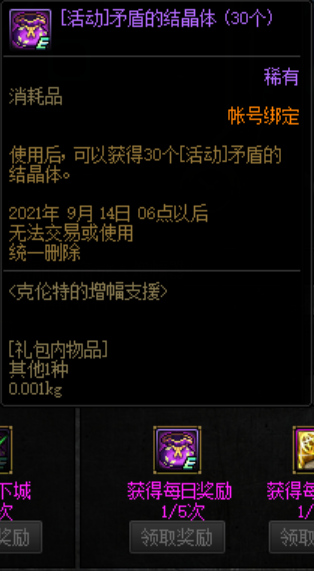 [活动]矛盾的结晶体 (30个)
稀有
消耗品
帐号绑定
使用后, 可以获得30个[活动]矛盾的
结晶体。
2021年 9月 14日 06点以后
无法交易或使用
统一删除
<克伦特的增幅支援>
[礼包内物品]
其他1种
0.001kg
下城
次
奖励
获得每日奖励
1/5次
领取奖励
获得每
1/
领取